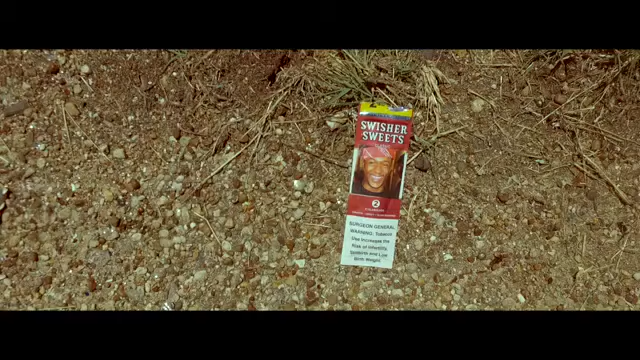 SWISHER
SWEETS
2
SURGEON GENERAL
WARNING: Tobacco
Use Increases the
Risk of Infertility,
Stillbirth and Low
Birth Weight.